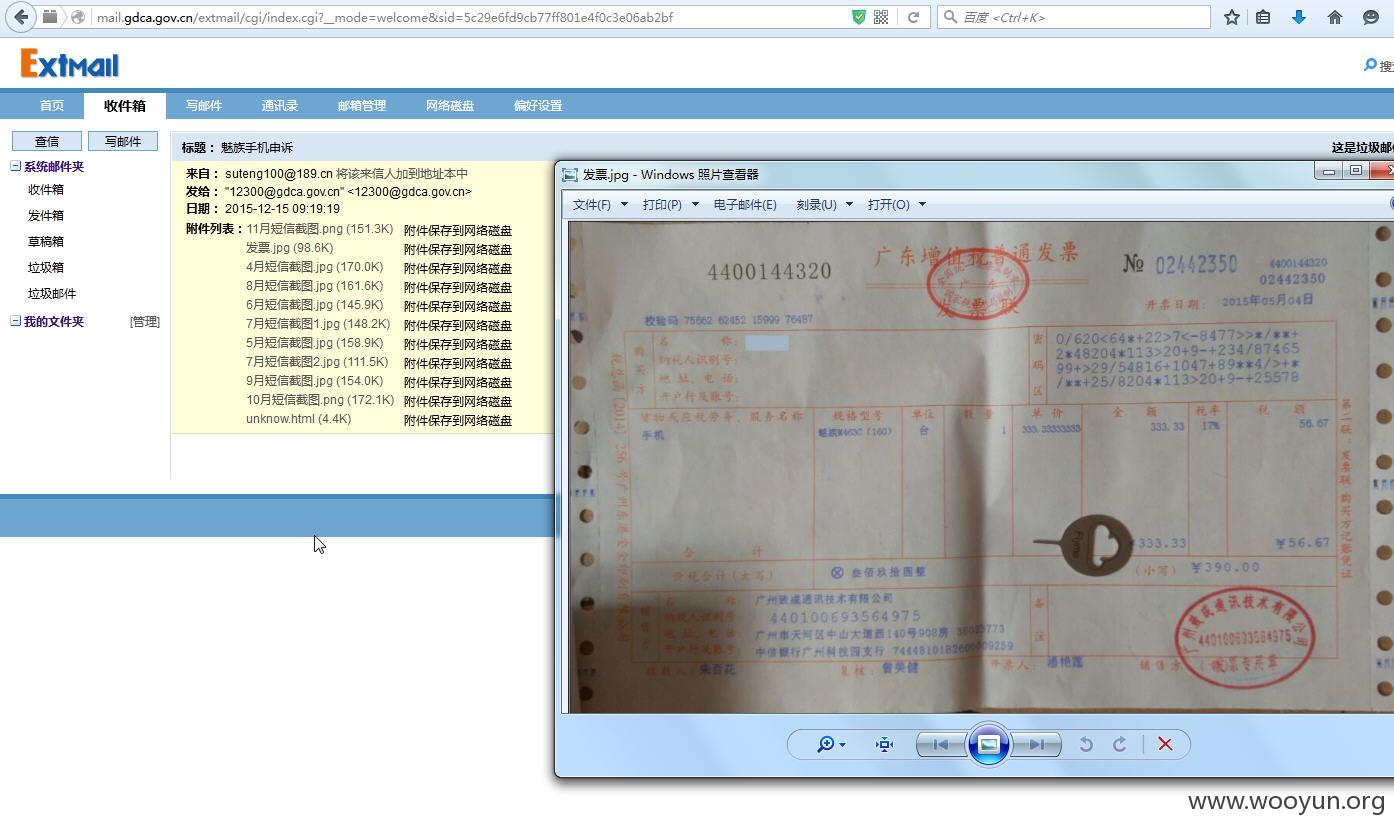 mail.gdca.gov.cn/extmail/cgi/index.cgi?__mode=welcome&sid=5c29e6fd9cb77ff801e4f0c3e06ab2bf
百度 <Ctrl+K>
Extmail
首页 收件箱 写邮件 通讯录 邮箱管理 网络磁盘 偏好设置
查信 写邮件
系统邮件夹
收件箱
发件箱
草稿箱
垃圾箱
垃圾邮件
我的文件夹 [管理]
标题： 魅族手机申诉
这是垃圾邮
来自： suteng100@189.cn 将该来信人加到地址本中
发给： "12300@gdca.gov.cn" <12300@gdca.gov.cn>
日期： 2015-12-15 09:19:19
附件列表： 11月短信截图.png (151.3K) 附件保存到网络磁盘
发票.jpg (98.6K) 附件保存到网络磁盘
4月短信截图.jpg (170.0K) 附件保存到网络磁盘
8月短信截图.jpg (161.6K) 附件保存到网络磁盘
6月短信截图.jpg (145.9K) 附件保存到网络磁盘
7月短信截图1.jpg (148.2K) 附件保存到网络磁盘
5月短信截图.jpg (158.9K) 附件保存到网络磁盘
7月短信截图2.jpg (111.5K) 附件保存到网络磁盘
9月短信截图.jpg (154.0K) 附件保存到网络磁盘
10月短信截图.png (172.1K) 附件保存到网络磁盘
unknow.html (4.4K) 附件保存到网络磁盘
发票.jpg - Windows 照片查看器
文件(F) 打印(P) 电子邮件(E) 刻录(U) 打开(O)
4400144320 广东增值税普通发票 № 02442350 4400144320
02442350
发票联
开票日期： 2015年05月04日
校验码 75662 62452 15999 76487
购买方
名 称：
纳税人识别号：
地 址、电 话：
开户行及账号：
密码区
0/620<64*+22>7<-8477>>*/**+
2*48204*113>20+9-+234/87465
99+>29/54816+1047+89**4/>+*
/**+25/8204*113>20+9-+25578
货物或应税劳务、服务名称 规格型号 单位 数 量 单 价 金 额 税率 税 额
手机 魅族M463C (16G) 台 1 333.33333333 333.33 17% 56.67
第二联：发票联 购买方记账凭证
合 计 333.33 ￥56.67
价税合计（大写） ⊗ 叁佰玖拾圆整 （小写） ￥390.00
Flyme
名 称： 广州致成通讯技术有限公司
纳税人识别号： 440100693564975
地 址、电 话： 广州市天河区中山大道西140号908房 38023773
开户行及账号： 中信银行广州科技园支行 7444810182600009259
备注
收款人： 朱百花 复核： 曾英健 开票人： 潘艳莲 销售方：
广州致成通讯技术有限公司
440100693564975
发票专用章
www.wooyun.org